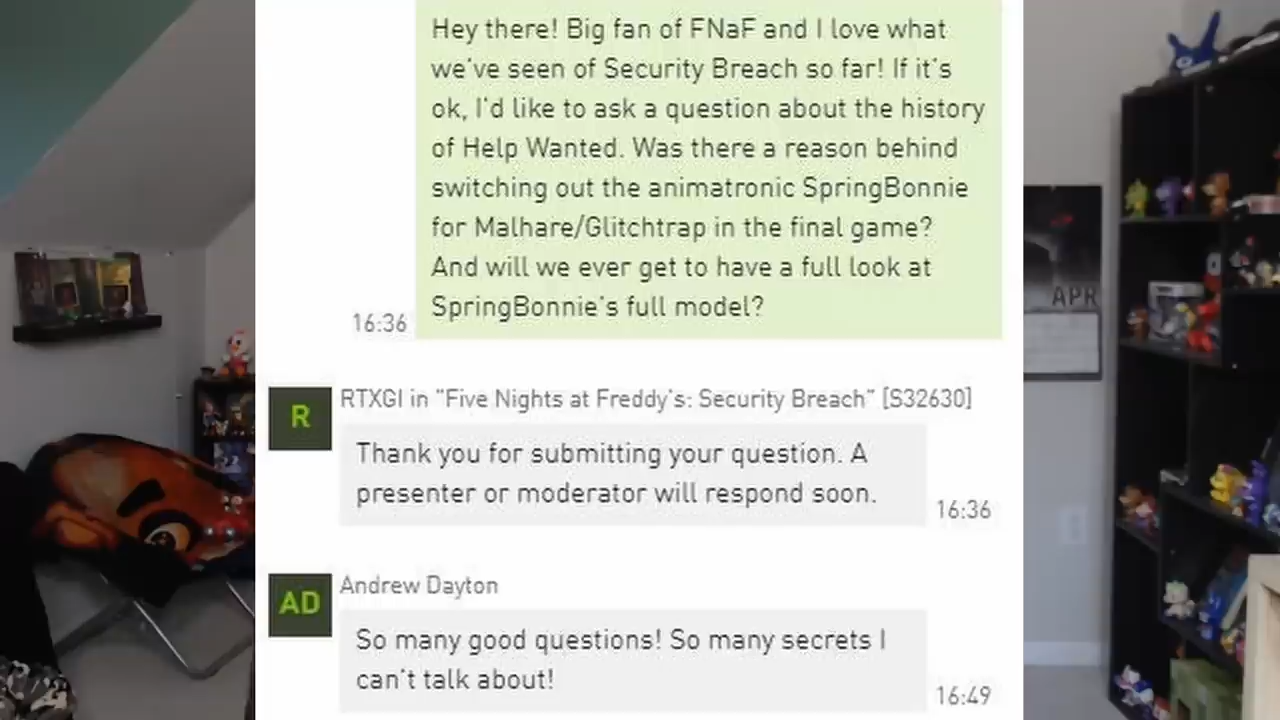 Hey there! Big fan of FNaF and I love what
we've seen of Security Breach so far! If it's
ok, I'd like to ask a question about the history
of Help Wanted. Was there a reason behind
switching out the animatronic SpringBonnie
for Malhare/Glitchtrap in the final game?
And will we ever get to have a full look at
SpringBonnie's full model?
16:36
APR
R
RTXGI in "Five Nights at Freddy's: Security Breach" [S32630]
Thank you for submitting your question. A
presenter or moderator will respond soon.
16:36
AD
Andrew Dayton
So many good questions! So many secrets I
can't talk about!
16:49